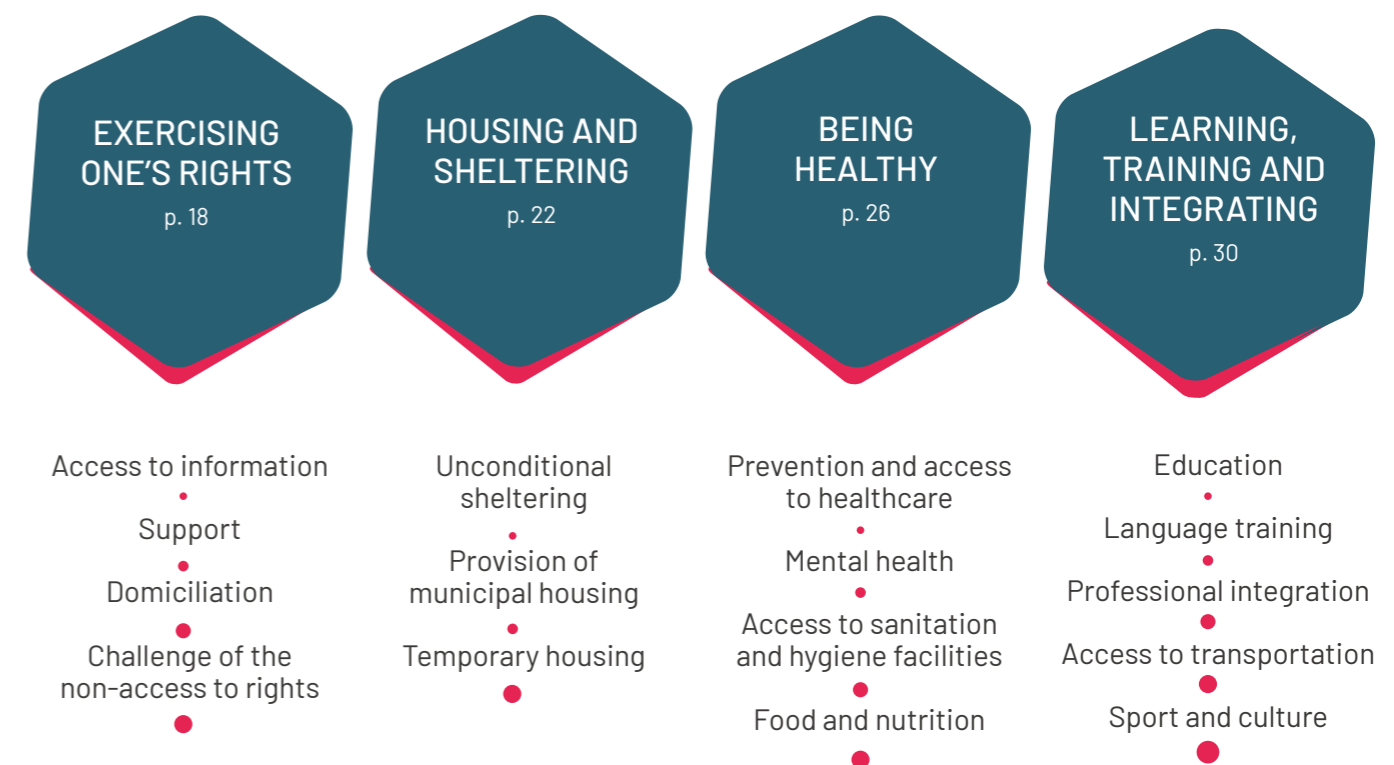 EXERCISING
ONE’S RIGHTS
p. 18
Access to information
Support
Domiciliation
Challenge of the
non-access to rights
HOUSING AND
SHELTERING
p. 22
Unconditional
sheltering
Provision of
municipal housing
Temporary housing
BEING
HEALTHY
p. 26
Prevention and access
to healthcare
Mental health
Access to sanitation
and hygiene facilities
Food and nutrition
LEARNING,
TRAINING AND
INTEGRATING
p. 30
Education
Language training
Professional integration
Access to transportation
Sport and culture